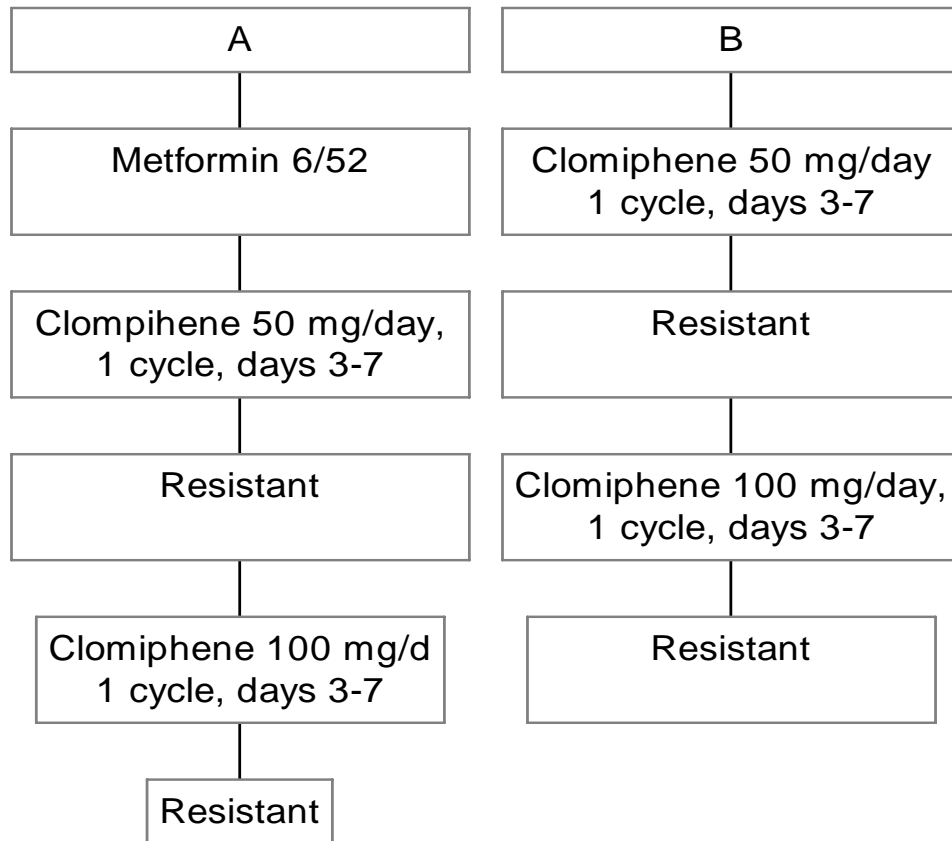 A
Metformin 6/52
Clompihene 50 mg/day,
1 cycle, days 3-7
Resistant
Clomiphene 100 mg/d
1 cycle, days 3-7
Resistant
B
Clomiphene 50 mg/day
1 cycle, days 3-7
Resistant
Clomiphene 100 mg/day,
1 cycle, days 3-7
Resistant